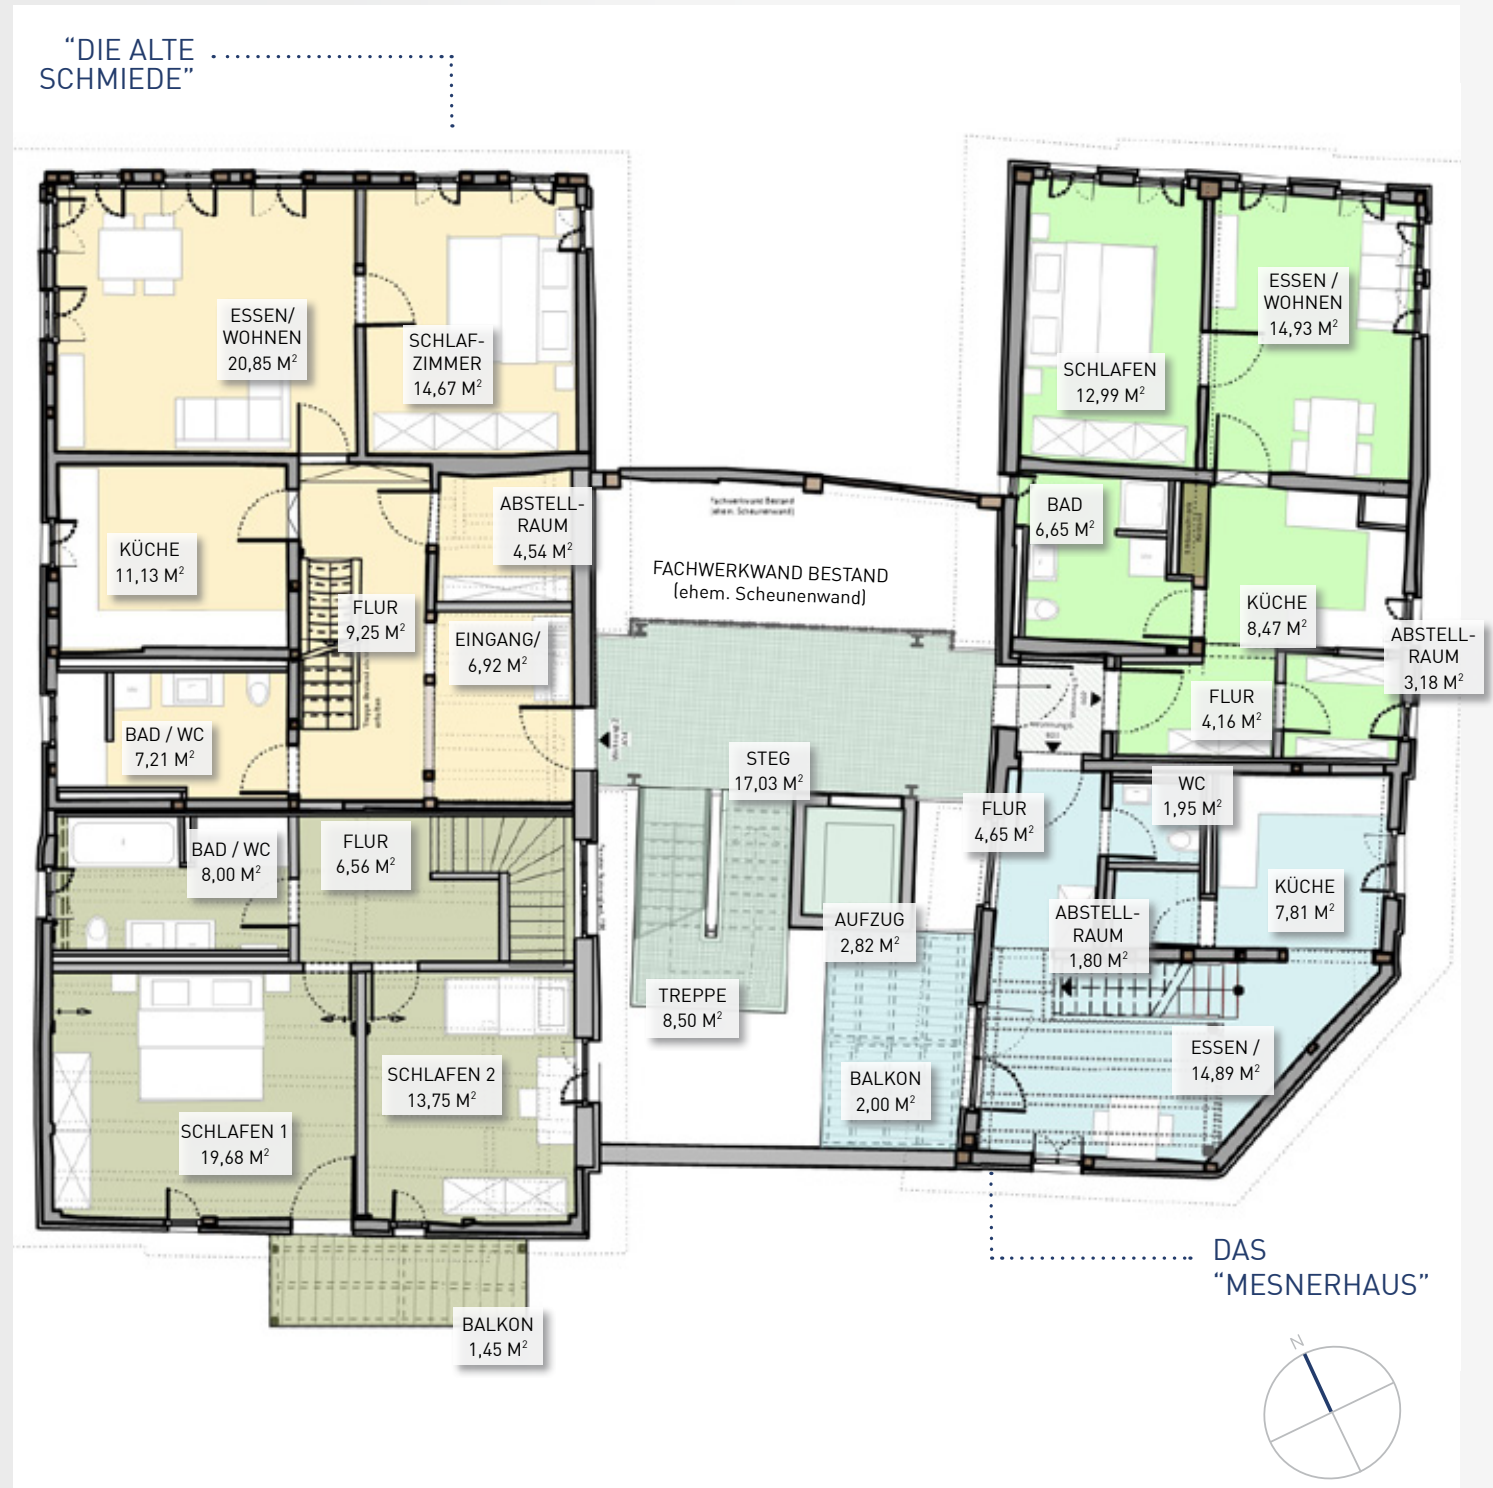 “DIE ALTE
SCHMIEDE”
ESSEN/
WOHNEN
20,85 M²
SCHLAF-
ZIMMER
14,67 M²
ESSEN /
WOHNEN
14,93 M²
SCHLAFEN
12,99 M²
ABSTELL-
RAUM
4,54 M²
BAD
6,65 M²
Fachwerkwand Bestand
(ehem. Scheunenwand)
KÜCHE
11,13 M²
FACHWERKWAND BESTAND
(ehem. Scheunenwand)
FLUR
9,25 M²
KÜCHE
8,47 M²
EINGANG/
6,92 M²
ABSTELL-
RAUM
3,18 M²
FLUR
4,16 M²
BAD / WC
7,21 M²
STEG
17,03 M²
WC
1,95 M²
FLUR
4,65 M²
FLUR
6,56 M²
BAD / WC
8,00 M²
KÜCHE
7,81 M²
AUFZUG
2,82 M²
ABSTELL-
RAUM
1,80 M²
TREPPE
8,50 M²
ESSEN /
14,89 M²
SCHLAFEN 2
13,75 M²
BALKON
2,00 M²
SCHLAFEN 1
19,68 M²
DAS
“MESNERHAUS”
BALKON
1,45 M²
N